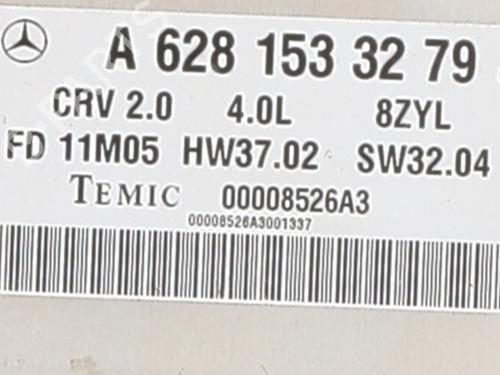 A 628 153 32 79
CRV 2.0 4.0L 8ZYL
FD 11M05 HW37.02 SW32.04
TEMIC 00008526A3
00008526A3001337